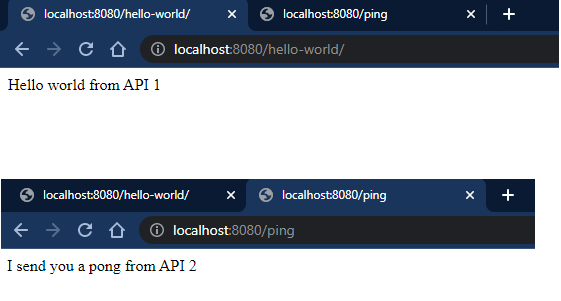 localhost:8080/hello-world/ localhost:8080/ping
localhost:8080/hello-world/
Hello world from API 1
localhost:8080/hello-world/ localhost:8080/ping
localhost:8080/ping
I send you a pong from API 2